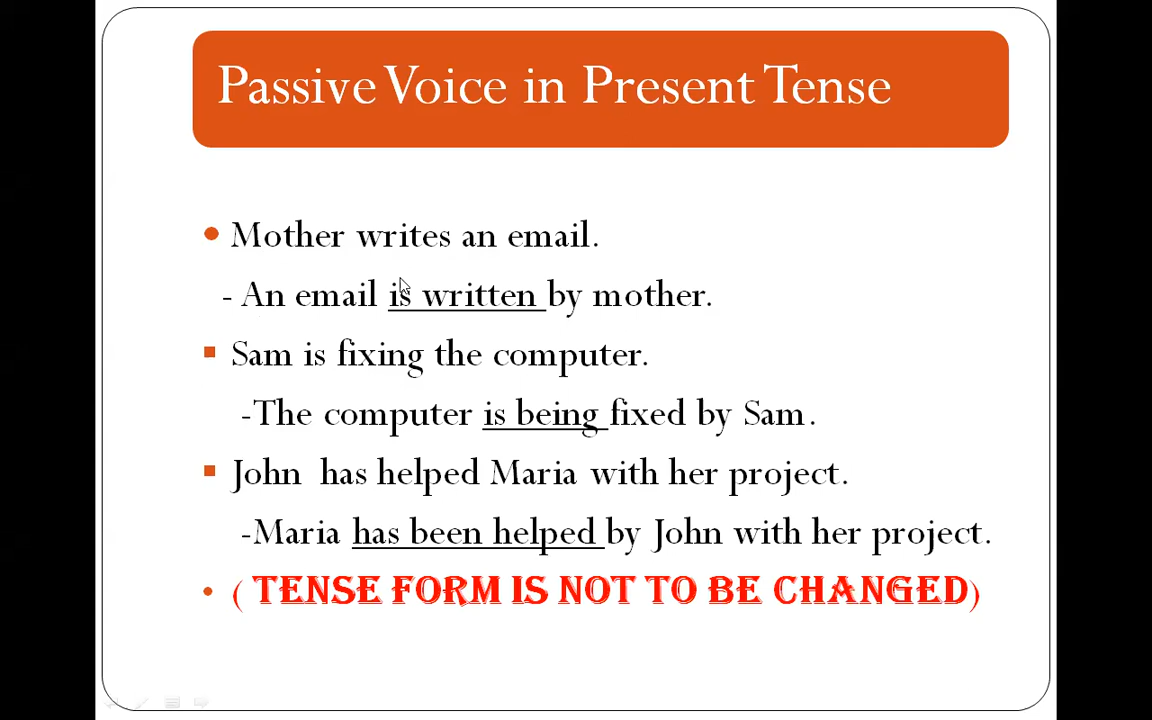 Passive Voice in Present Tense
• Mother writes an email.
- An email is written by mother.
▪ Sam is fixing the computer.
-The computer is being fixed by Sam.
▪ John has helped Maria with her project.
-Maria has been helped by John with her project.
• ( TENSE FORM IS NOT TO BE CHANGED)